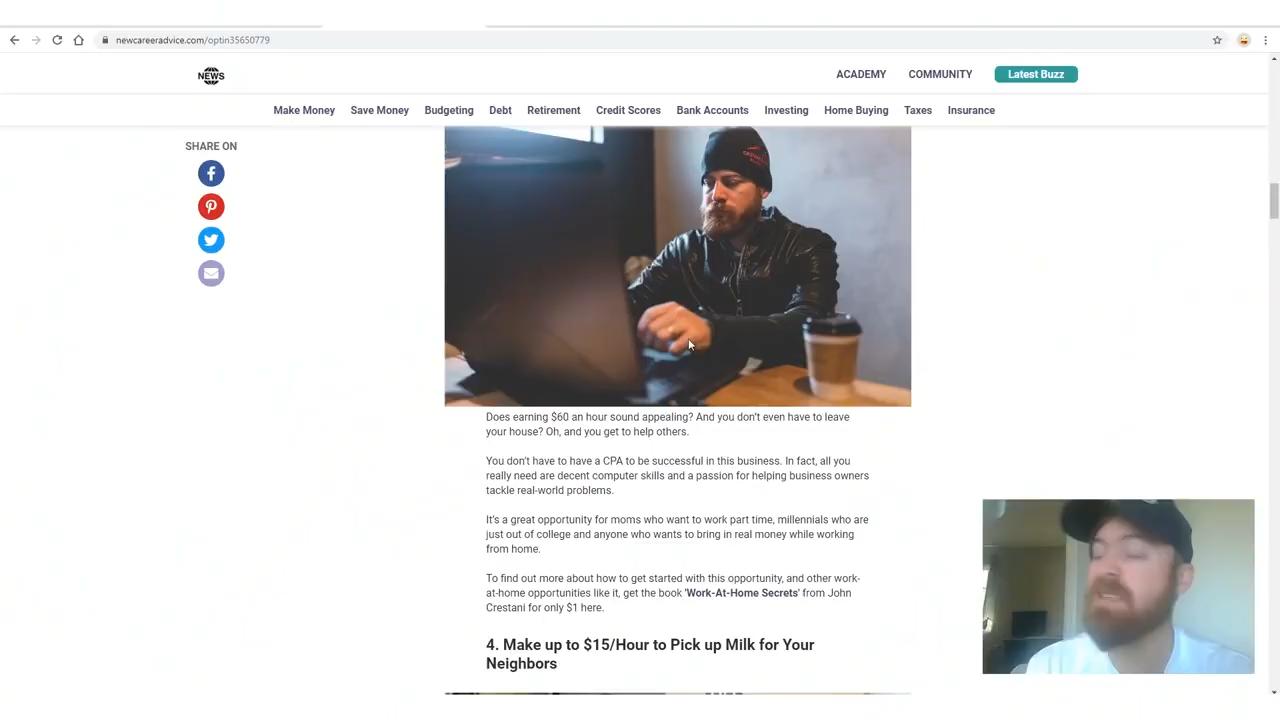 newcareeradvice.com/optin35650779
NEWS
ACADEMY
COMMUNITY
Latest Buzz
Make Money
Save Money
Budgeting
Debt
Retirement
Credit Scores
Bank Accounts
Investing
Home Buying
Taxes
Insurance
SHARE ON
Does earning $60 an hour sound appealing? And you don't even have to leave
your house? Oh, and you get to help others.
You don't have to have a CPA to be successful in this business. In fact, all you
really need are decent computer skills and a passion for helping business owners
tackle real-world problems.
It's a great opportunity for moms who want to work part time, millennials who are
just out of college and anyone who wants to bring in real money while working
from home.
To find out more about how to get started with this opportunity, and other work-
at-home opportunities like it, get the book 'Work-At-Home Secrets' from John
Crestani for only $1 here.
4. Make up to $15/Hour to Pick up Milk for Your
Neighbors